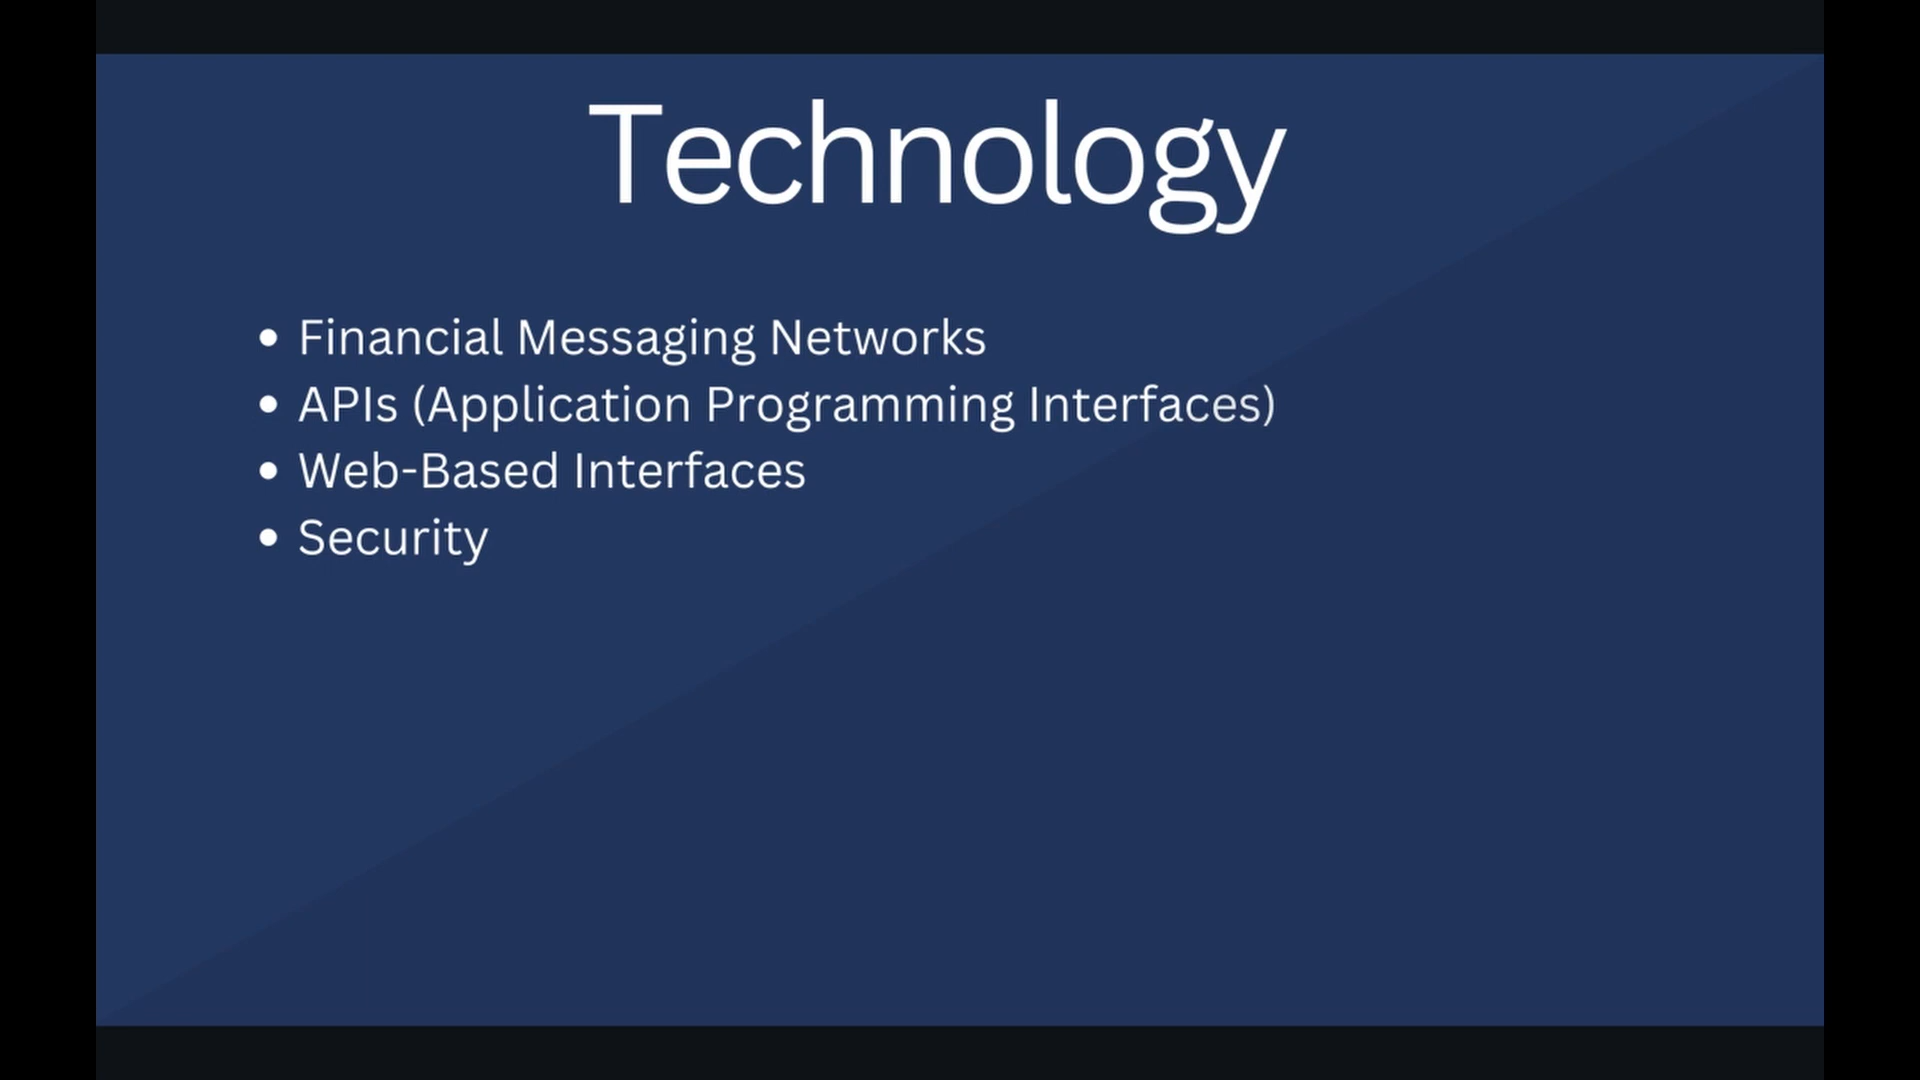 Technology
• Financial Messaging Networks
• APIs (Application Programming Interfaces)
• Web-Based Interfaces
• Security